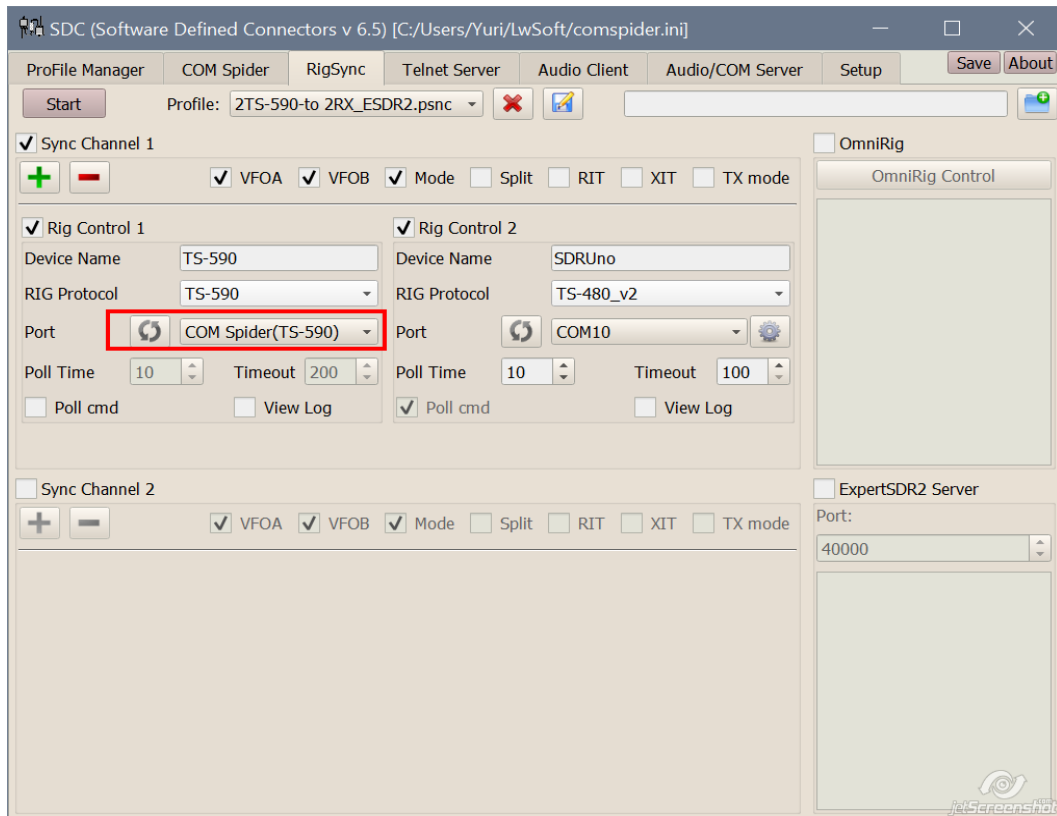 SDC (Software Defined Connectors v 6.5) [C:/Users/Yuri/LwSoft/comspider.ini]
ProFile Manager COM Spider RigSync Telnet Server Audio Client Audio/COM Server Setup Save About
Start Profile: 2TS-590-to 2RX_ESDR2.psnc
Sync Channel 1 OmniRig
VFOA VFOB Mode Split RIT XIT TX mode OmniRig Control
Rig Control 1 Rig Control 2
Device Name TS-590 Device Name SDRUno
RIG Protocol TS-590 RIG Protocol TS-480_v2
Port COM Spider(TS-590) Port COM10
Poll Time 10 Timeout 200 Poll Time 10 Timeout 100
Poll cmd View Log Poll cmd View Log
Sync Channel 2 ExpertSDR2 Server
VFOA VFOB Mode Split RIT XIT TX mode Port:
40000
jetScreenshot